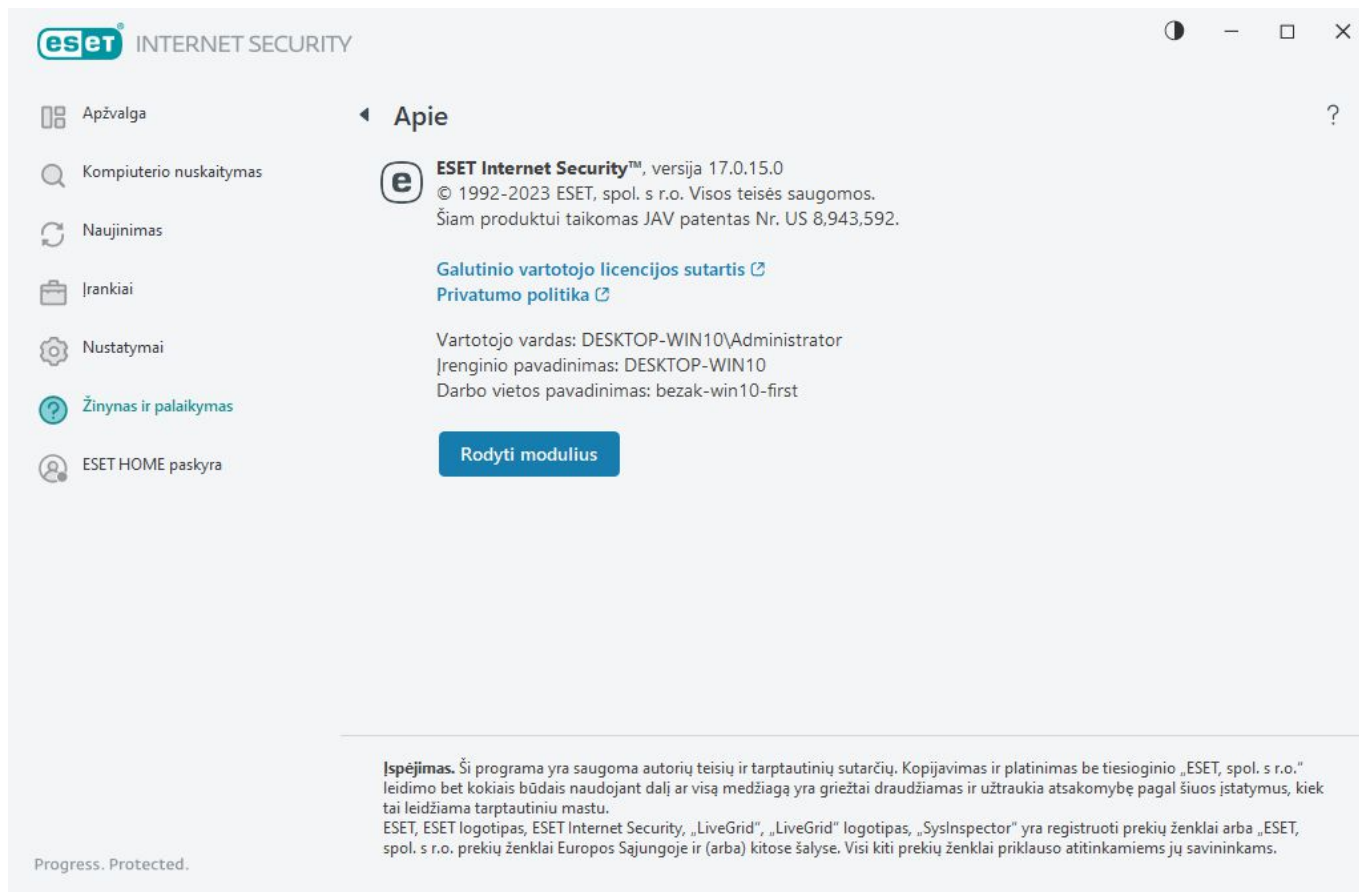 eset® INTERNET SECURITY
Apžvalga
Kompiuterio nuskaitymas
Naujinimas
Įrankiai
Nustatymai
Žinynas ir palaikymas
ESET HOME paskyra
Progress. Protected.
Apie
?
e
ESET Internet Security™, versija 17.0.15.0
© 1992-2023 ESET, spol. s r.o. Visos teisės saugomos.
Šiam produktui taikomas JAV patentas Nr. US 8,943,592.
Galutinio vartotojo licencijos sutartis
Privatumo politika
Vartotojo vardas: DESKTOP-WIN10\Administrator
Įrenginio pavadinimas: DESKTOP-WIN10
Darbo vietos pavadinimas: bezak-win10-first
Rodyti modulius
Įspėjimas. Ši programa yra saugoma autorių teisių ir tarptautinių sutarčių. Kopijavimas ir platinimas be tiesioginio „ESET, spol. s r.o.“
leidimo bet kokiais būdais naudojant dalį ar visą medžiagą yra griežtai draudžiamas ir užtraukia atsakomybę pagal šiuos įstatymus, kiek
tai leidžiama tarptautiniu mastu.
ESET, ESET logotipas, ESET Internet Security, „LiveGrid“, „LiveGrid“ logotipas, „SysInspector“ yra registruoti prekių ženklai arba „ESET,
spol. s r.o. prekių ženklai Europos Sąjungoje ir (arba) kitose šalyse. Visi kiti prekių ženklai priklauso atitinkamiems jų savininkams.